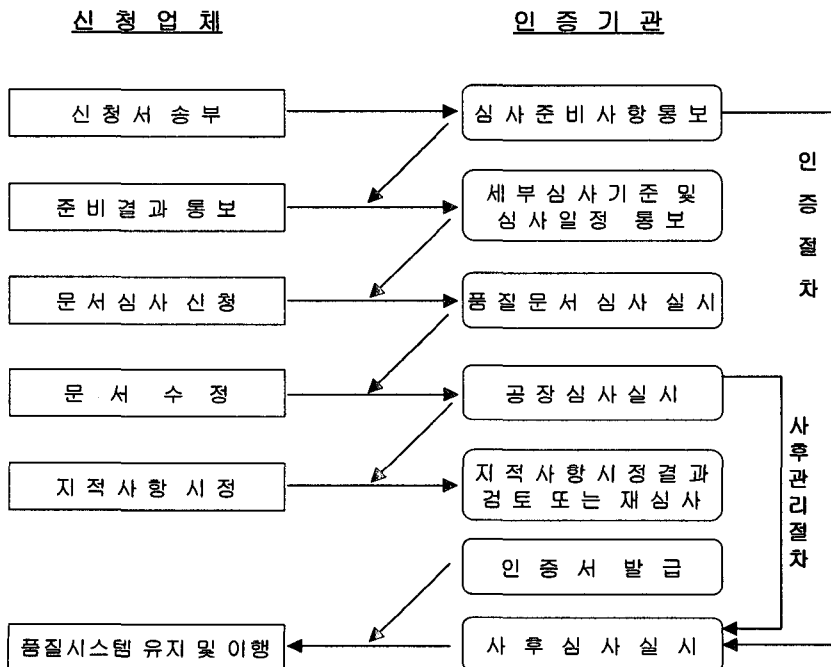 신청업체 인증기관
신청서 송부
심사준비사항통보
준비결과 통보
세부심사기준 및
심사일정 통보
문서심사 신청
품질문서 심사 실시
문서 수정
공장심사실시
지적사항 시정
지적사항시정결과
검토 또는 재심사
인증서 발급
품질시스템 유지 및 이행
사후심사실시
인증절차
사후관리절차